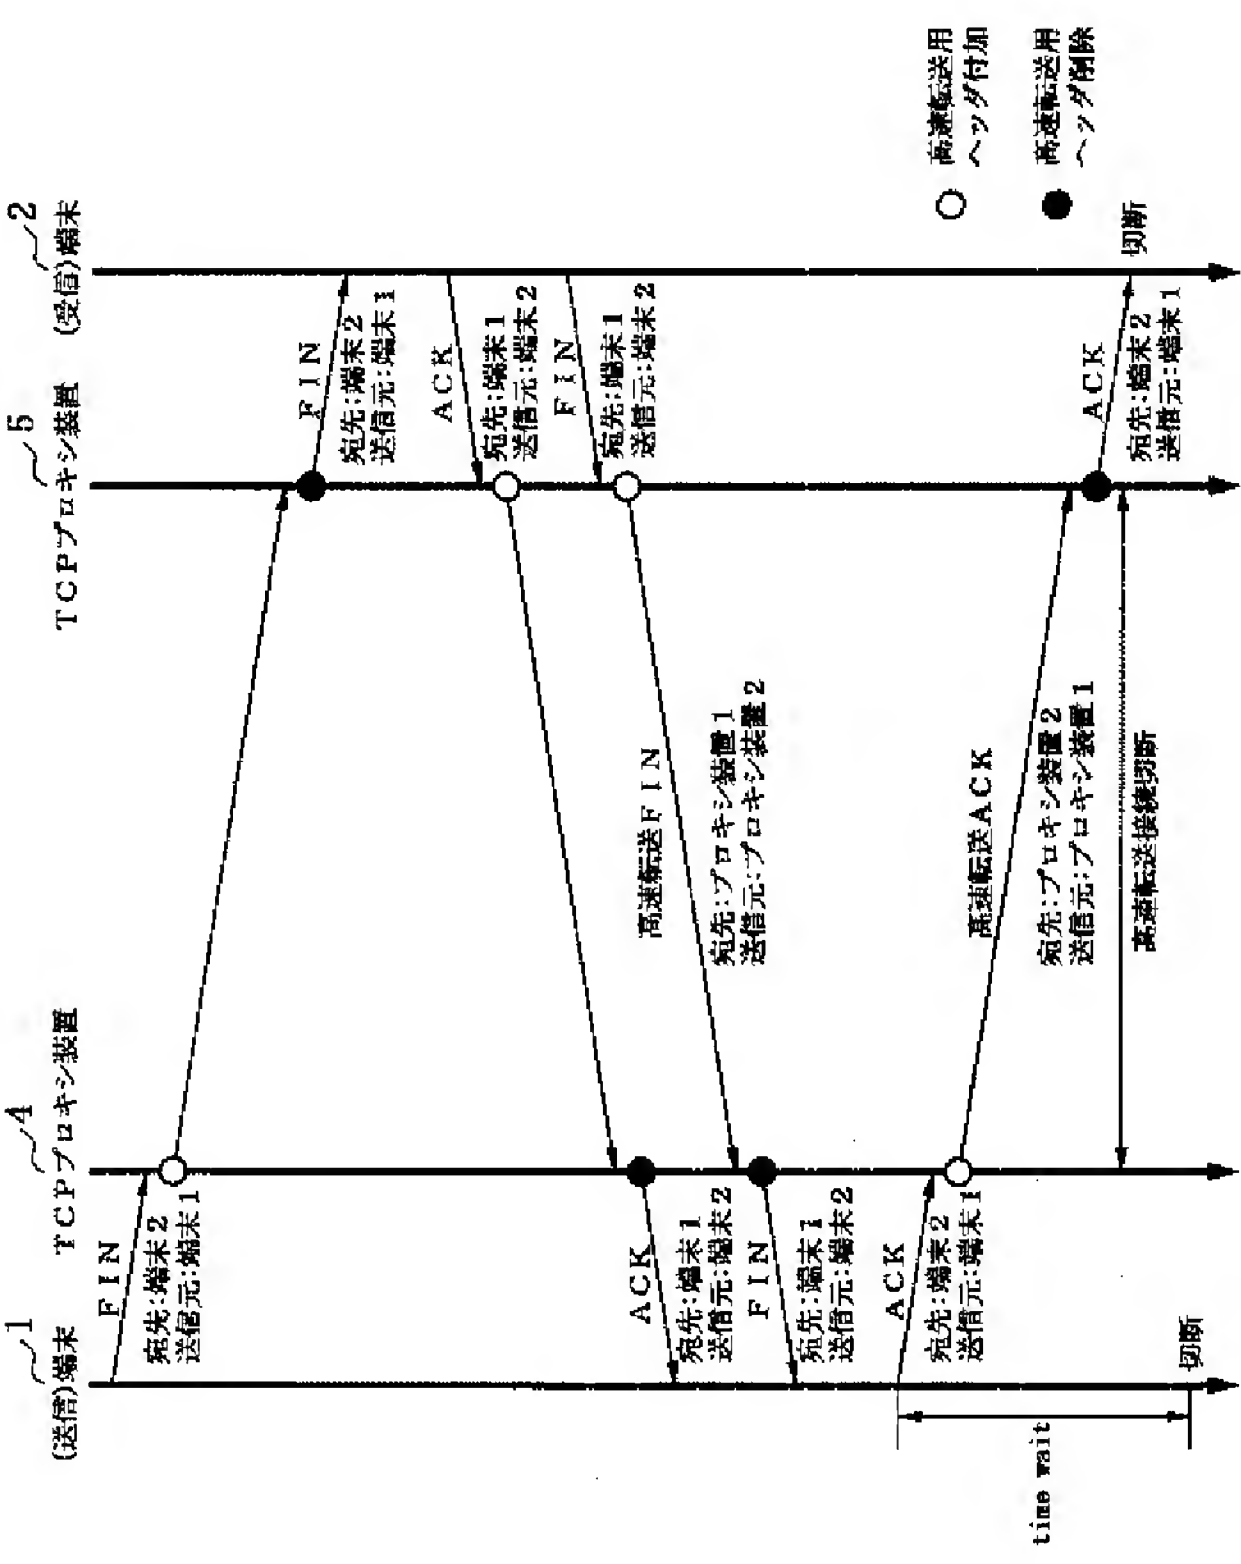 1
(送信)端末
4
TCPプロキシ装置
5
TCPプロキシ装置
2
(受信)端末
FIN
宛先:端末2
送信元:端末1
FIN
宛先:端末2
送信元:端末1
ACK
宛先:端末1
送信元:端末2
FIN
宛先:端末1
送信元:端末2
高速転送FIN
宛先:プロキシ装置1
送信元:プロキシ装置2
ACK
宛先:端末1
送信元:端末2
FIN
宛先:端末1
送信元:端末2
ACK
宛先:端末2
送信元:端末1
高速転送ACK
宛先:プロキシ装置2
送信元:プロキシ装置1
ACK
宛先:端末2
送信元:端末1
切断
高速転送接続切断
time wait
切断
高速転送用
ヘッダ付加
高速転送用
ヘッダ削除